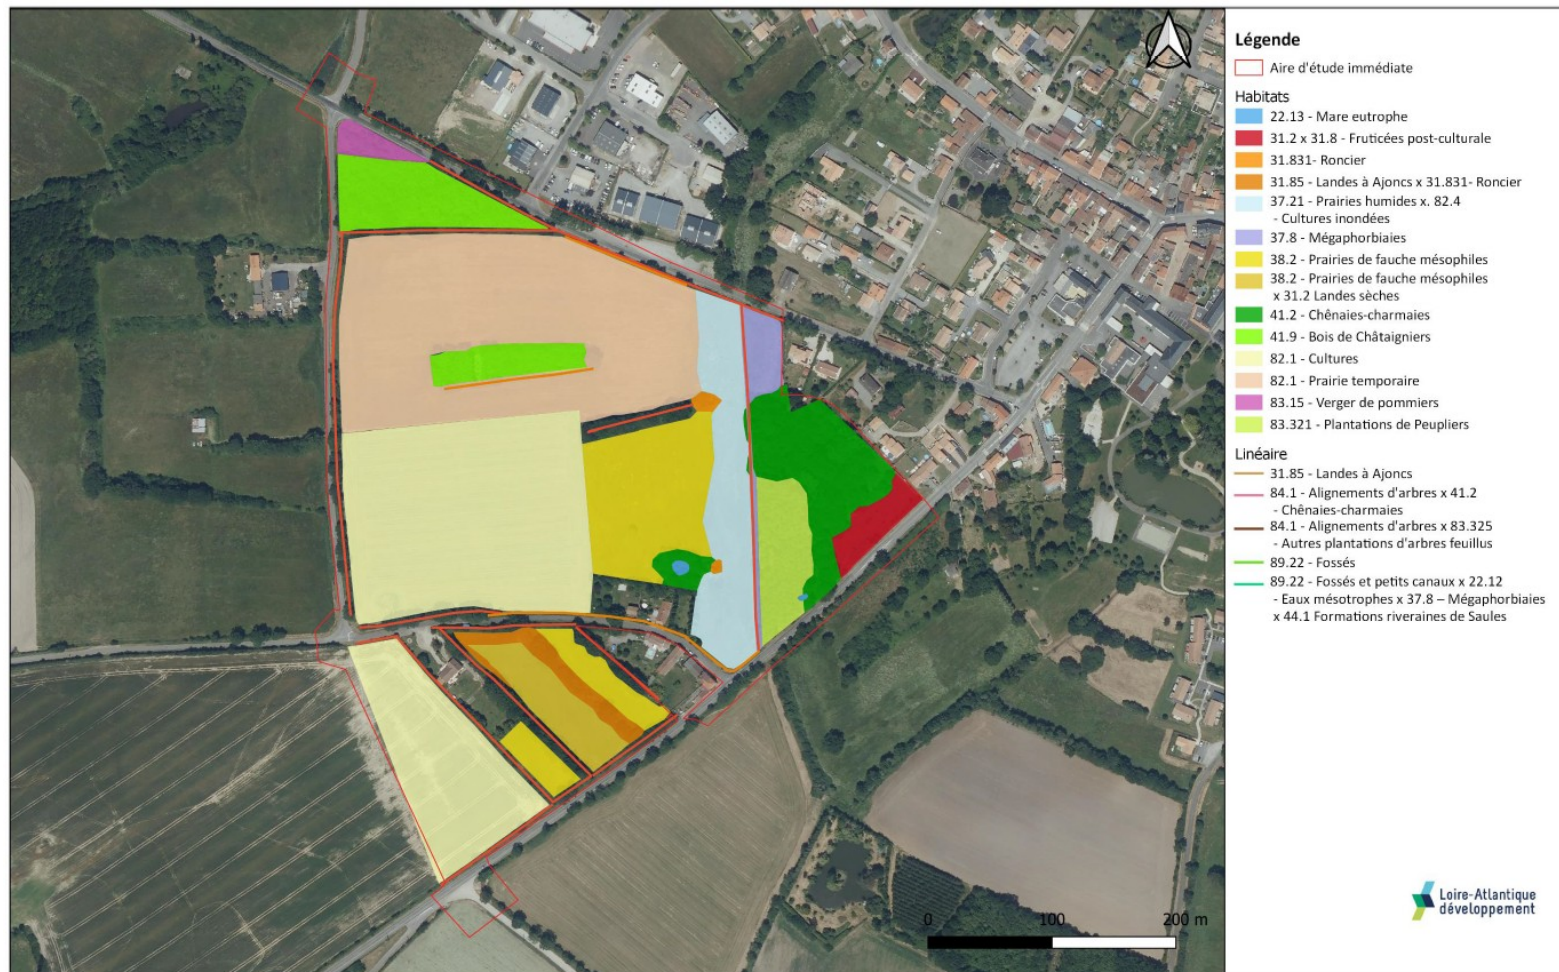 Légende
Aire d'étude immédiate
Habitats
22.13 - Mare eutrophe
31.2 x 31.8 - Fruticées post-culturale
31.831- Roncier
31.85 - Landes à Ajoncs x 31.831- Roncier
37.21 - Prairies humides x. 82.4
- Cultures inondées
37.8 - Mégaphorbiaies
38.2 - Prairies de fauche mésophiles
38.2 - Prairies de fauche mésophiles
x 31.2 Landes sèches
41.2 - Chênaies-charmaies
41.9 - Bois de Châtaigniers
82.1 - Cultures
82.1 - Prairie temporaire
83.15 - Verger de pommiers
83.321 - Plantations de Peupliers
Linéaire
31.85 - Landes à Ajoncs
84.1 - Alignements d'arbres x 41.2
- Chênaies-charmaies
84.1 - Alignements d'arbres x 83.325
- Autres plantations d'arbres feuillus
89.22 - Fossés
89.22 - Fossés et petits canaux x 22.12
- Eaux mésotrophes x 37.8 – Mégaphorbiaies
x 44.1 Formations riveraines de Saules
Loire-Atlantique
développement
0 100 200 m